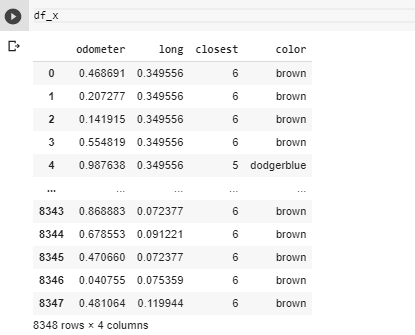 df_x
odometer long closest color
0 0.468691 0.349556 6 brown
1 0.207277 0.349556 6 brown
2 0.141915 0.349556 6 brown
3 0.554819 0.349556 6 brown
4 0.987638 0.349556 5 dodgerblue
... ... ... ... ...
8343 0.868883 0.072377 6 brown
8344 0.678553 0.091221 6 brown
8345 0.470660 0.072377 6 brown
8346 0.040755 0.075359 6 brown
8347 0.481064 0.119944 6 brown
8348 rows × 4 columns